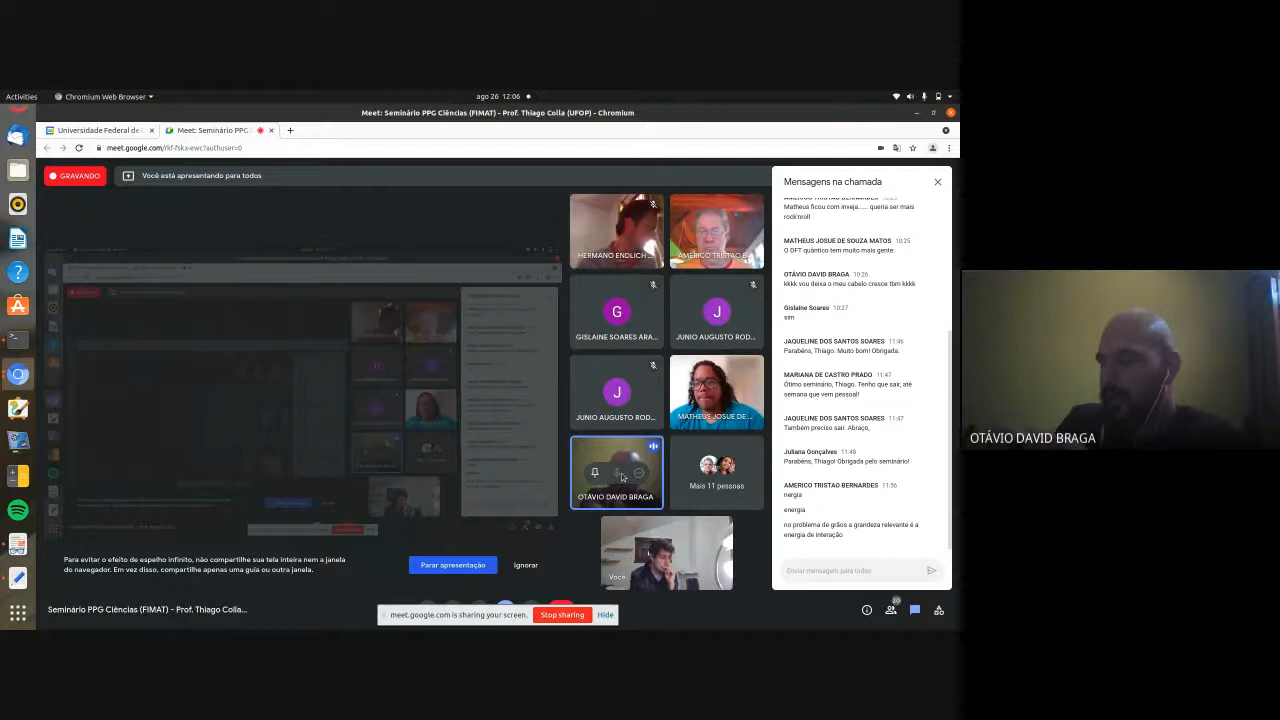 Activities
Chromium Web Browser
ago 26 12:06
Meet: Seminário PPG Ciências (FIMAT) - Prof. Thiago Colla (UFOP) - Chromium
Universidade Federal de
Meet: Seminário PPG
meet.google.com/rkf-fskx-ewc?authuser=0
GRAVANDO
Você está apresentando para todos
HERMANO ENDLICH ...
AMÉRICO TRISTAO B...
G
GISLAINE SOARES ARA...
J
JUNIO AUGUSTO ROD...
J
JUNIO AUGUSTO ROD...
MATHEUS JOSUE DE ...
OTÁVIO DAVID BRAGA
Mais 11 pessoas
Você
Para evitar o efeito de espelho infinito, não compartilhe sua tela inteira nem a janela
do navegador. Em vez disso, compartilhe apenas uma guia ou outra janela.
Parar apresentação
Ignorar
Seminário PPG Ciências (FIMAT) - Prof. Thiago Colla...
meet.google.com is sharing your screen.
Stop sharing
Hide
20
Mensagens na chamada
AMÉRICO TRISTAO BERNARDES
Matheus ficou com inveja...... queria ser mais
rock'nroll
MATHEUS JOSUE DE SOUZA MATOS 10:25
O DFT quântico tem muito mais gente.
OTÁVIO DAVID BRAGA 10:26
kkkk vou deixa o meu cabelo cresce tbm kkkk
Gislaine Soares 10:27
sim
JAQUELINE DOS SANTOS SOARES 11:46
Parabéns, Thiago. Muito bom! Obrigada.
MARIANA DE CASTRO PRADO 11:47
Ótimo seminário, Thiago. Tenho que sair, até
semana que vem pessoal!
JAQUELINE DOS SANTOS SOARES 11:47
Também preciso sair. Abraço,
Juliana Gonçalves 11:48
Parabéns, Thiago! Obrigada pelo seminário!
AMERICO TRISTAO BERNARDES 11:56
nergia
energia
no problema de grãos a grandeza relevante é a
energia de interação
Enviar mensagem para todos
OTÁVIO DAVID BRAGA